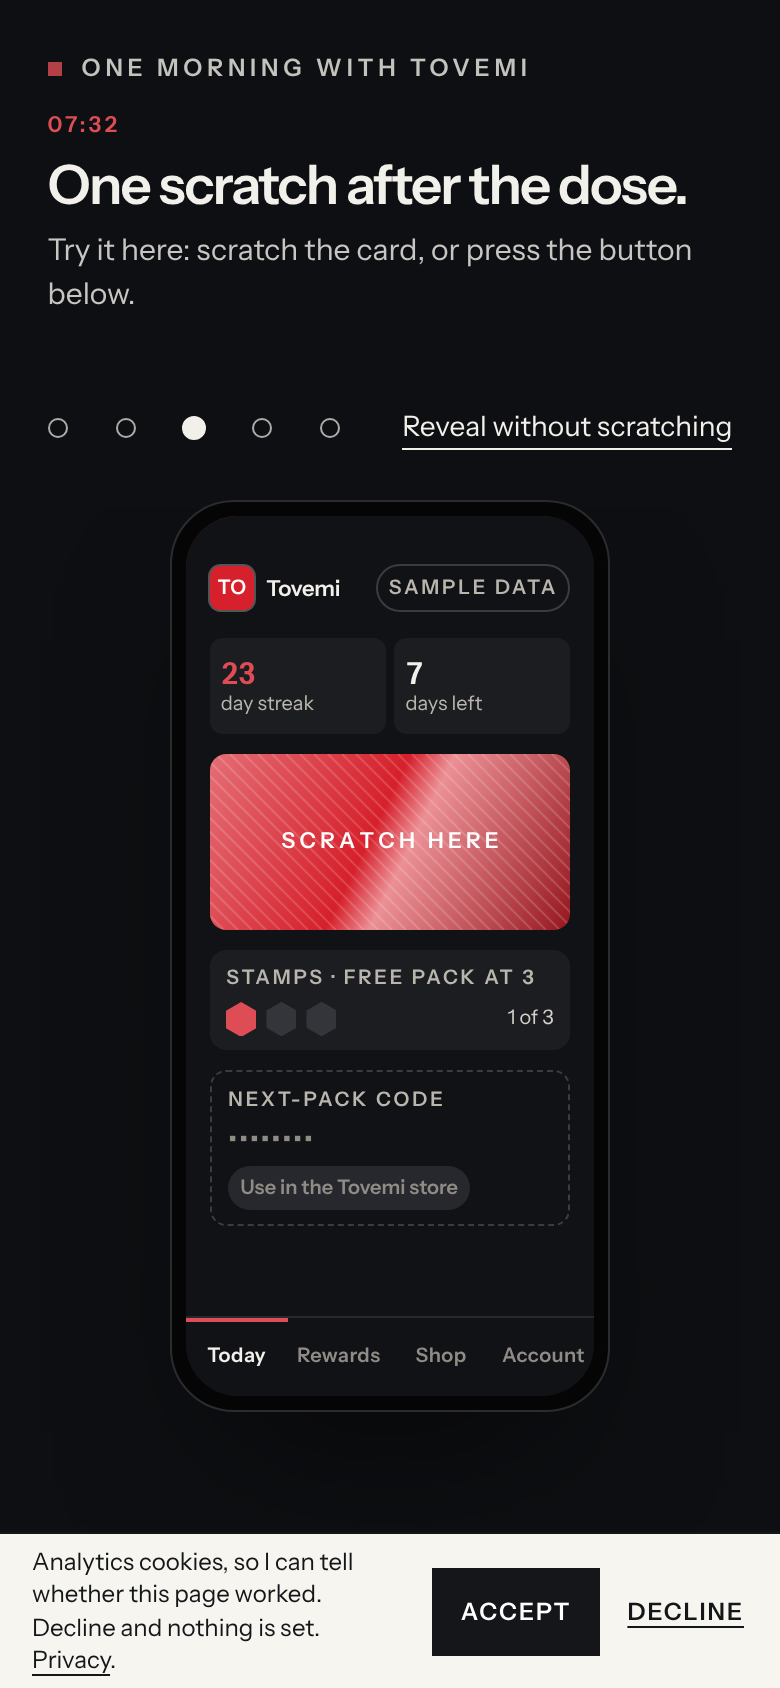 ONE MORNING WITH TOVEMI
07:32
One scratch after the dose.
Try it here: scratch the card, or press the button
below.
Reveal without scratching
TO Tovemi SAMPLE DATA
23
day streak
7
days left
SCRATCH HERE
STAMPS · FREE PACK AT 3
1 of 3
NEXT-PACK CODE
Use in the Tovemi store
Today Rewards Shop Account
Analytics cookies, so I can tell
whether this page worked.
Decline and nothing is set.
Privacy.
ACCEPT DECLINE